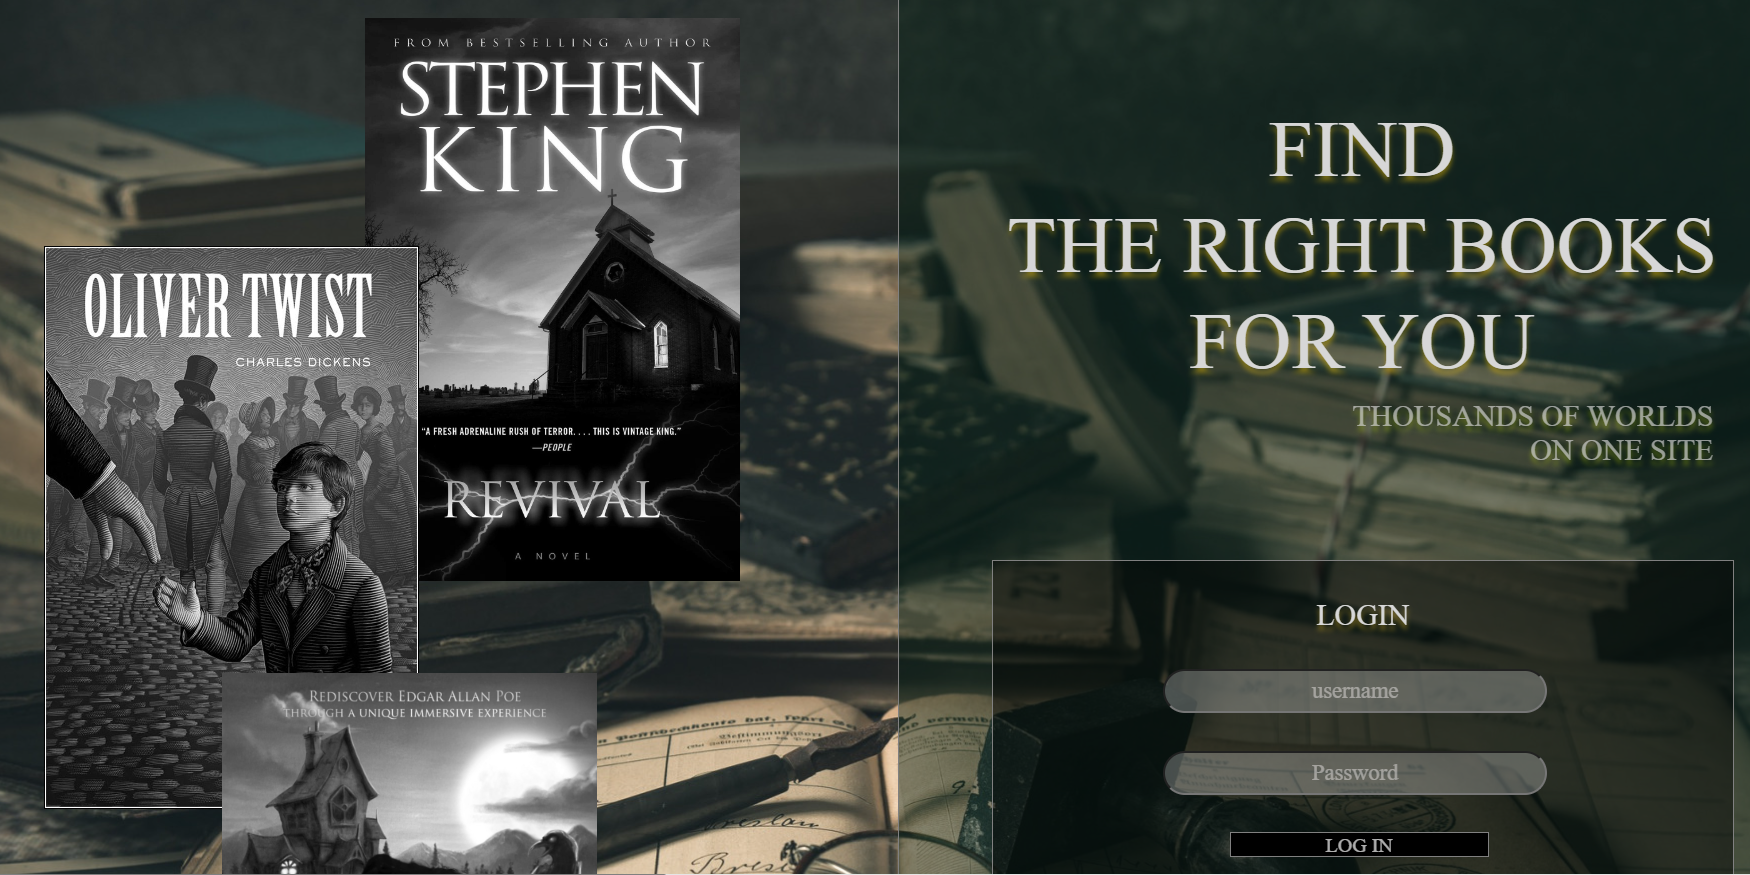 FROM BESTSELLING AUTHOR
STEPHEN
KING
"A FRESH ADRENALINE RUSH OF TERROR. . . . THIS IS VINTAGE KING."
—PEOPLE
REVIVAL
A NOVEL
OLIVER TWIST
CHARLES DICKENS
REDISCOVER EDGAR ALLAN POE
THROUGH A UNIQUE IMMERSIVE EXPERIENCE
FIND
THE RIGHT BOOKS
FOR YOU
THOUSANDS OF WORLDS
ON ONE SITE
LOGIN
username
Password
LOG IN